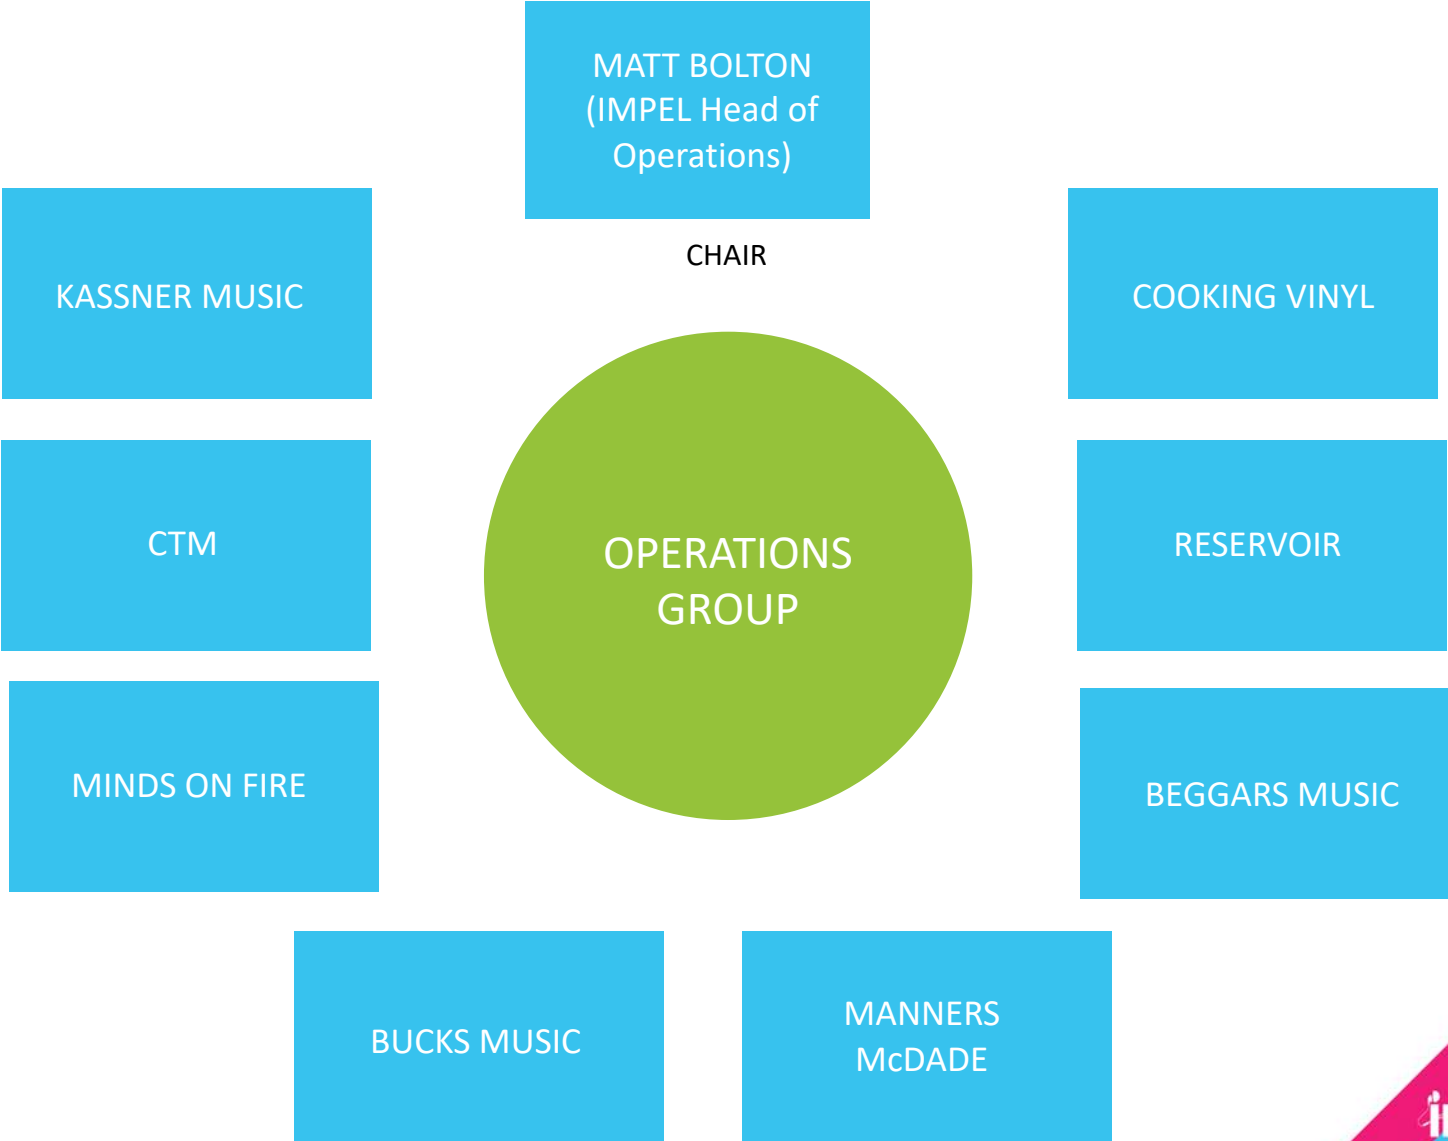 MATT BOLTON
(IMPEL Head of
Operations)
CHAIR
KASSNER MUSIC
COOKING VINYL
CTM
OPERATIONS
GROUP
RESERVOIR
MINDS ON FIRE
BEGGARS MUSIC
BUCKS MUSIC
MANNERS
McDADE